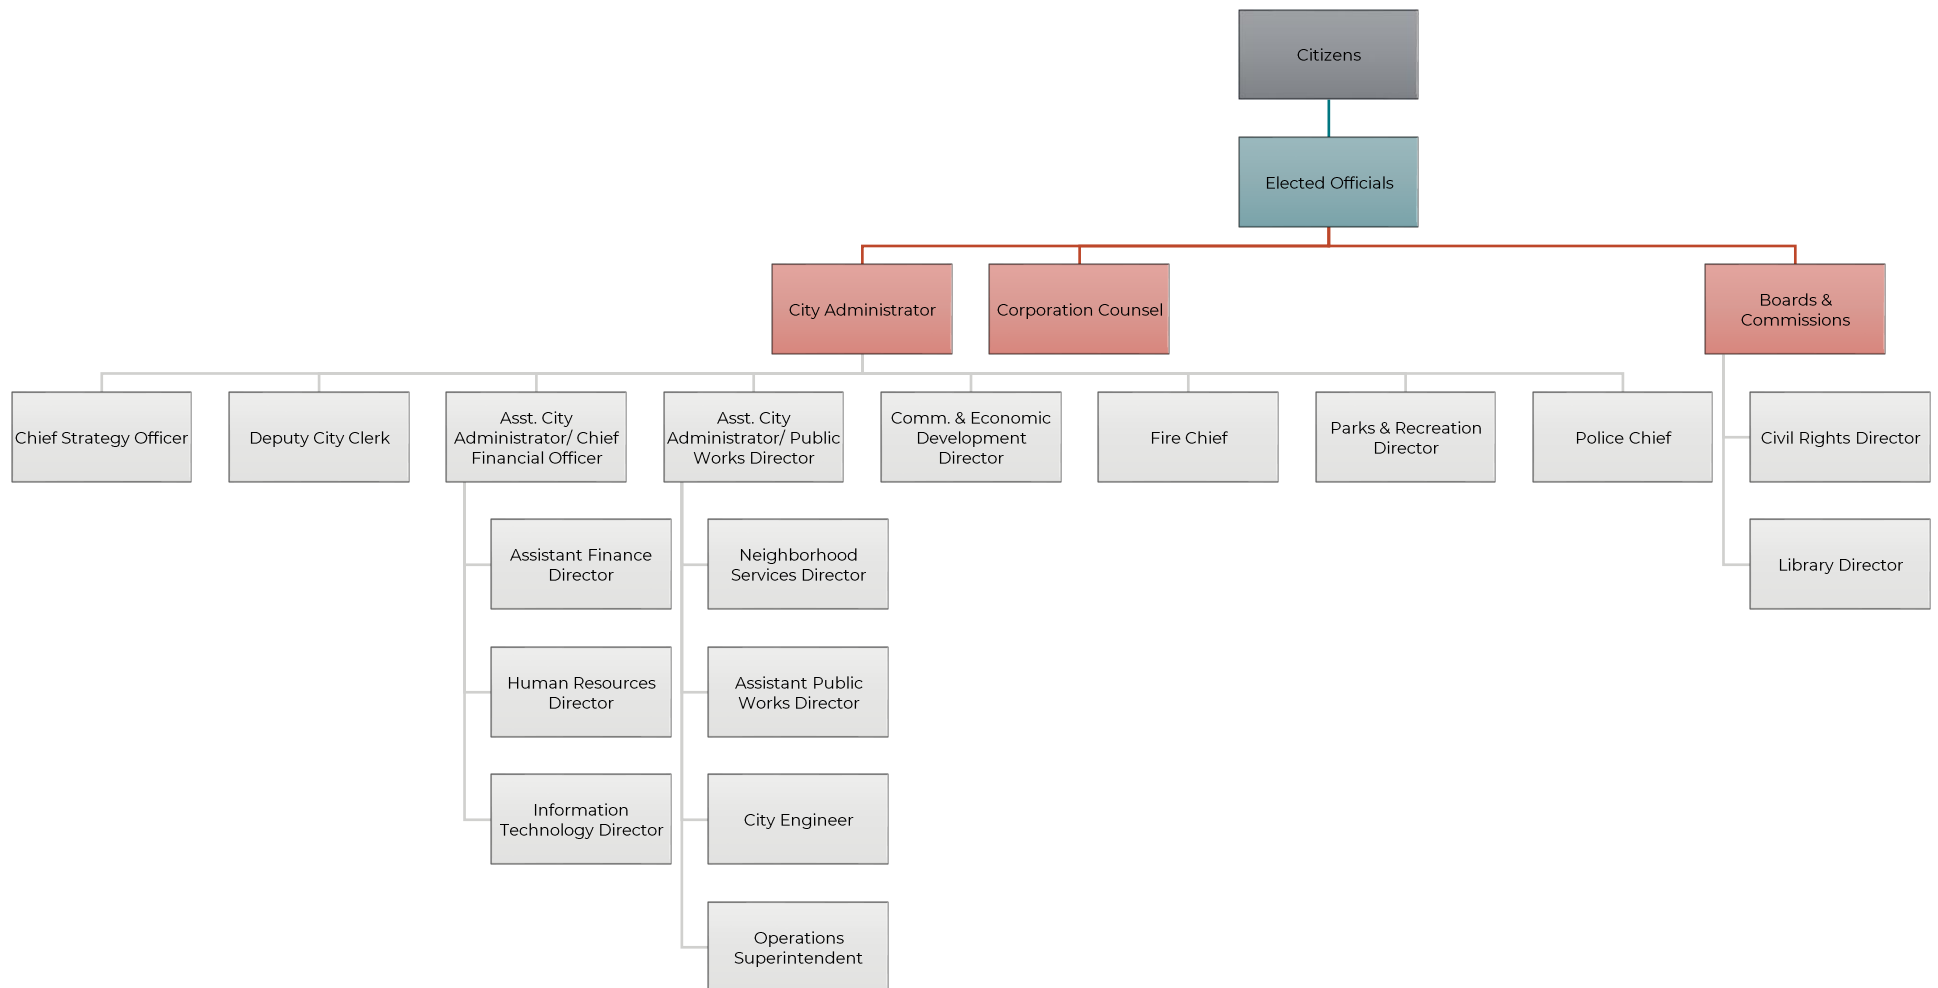 Citizens
Elected Officials
City Administrator
Corporation Counsel
Boards &
Commissions
Chief Strategy Officer
Deputy City Clerk
Asst. City
Administrator/ Chief
Financial Officer
Asst. City
Administrator/ Public
Works Director
Comm. & Economic
Development
Director
Fire Chief
Parks & Recreation
Director
Police Chief
Civil Rights Director
Assistant Finance
Director
Neighborhood
Services Director
Library Director
Human Resources
Director
Assistant Public
Works Director
Information
Technology Director
City Engineer
Operations
Superintendent